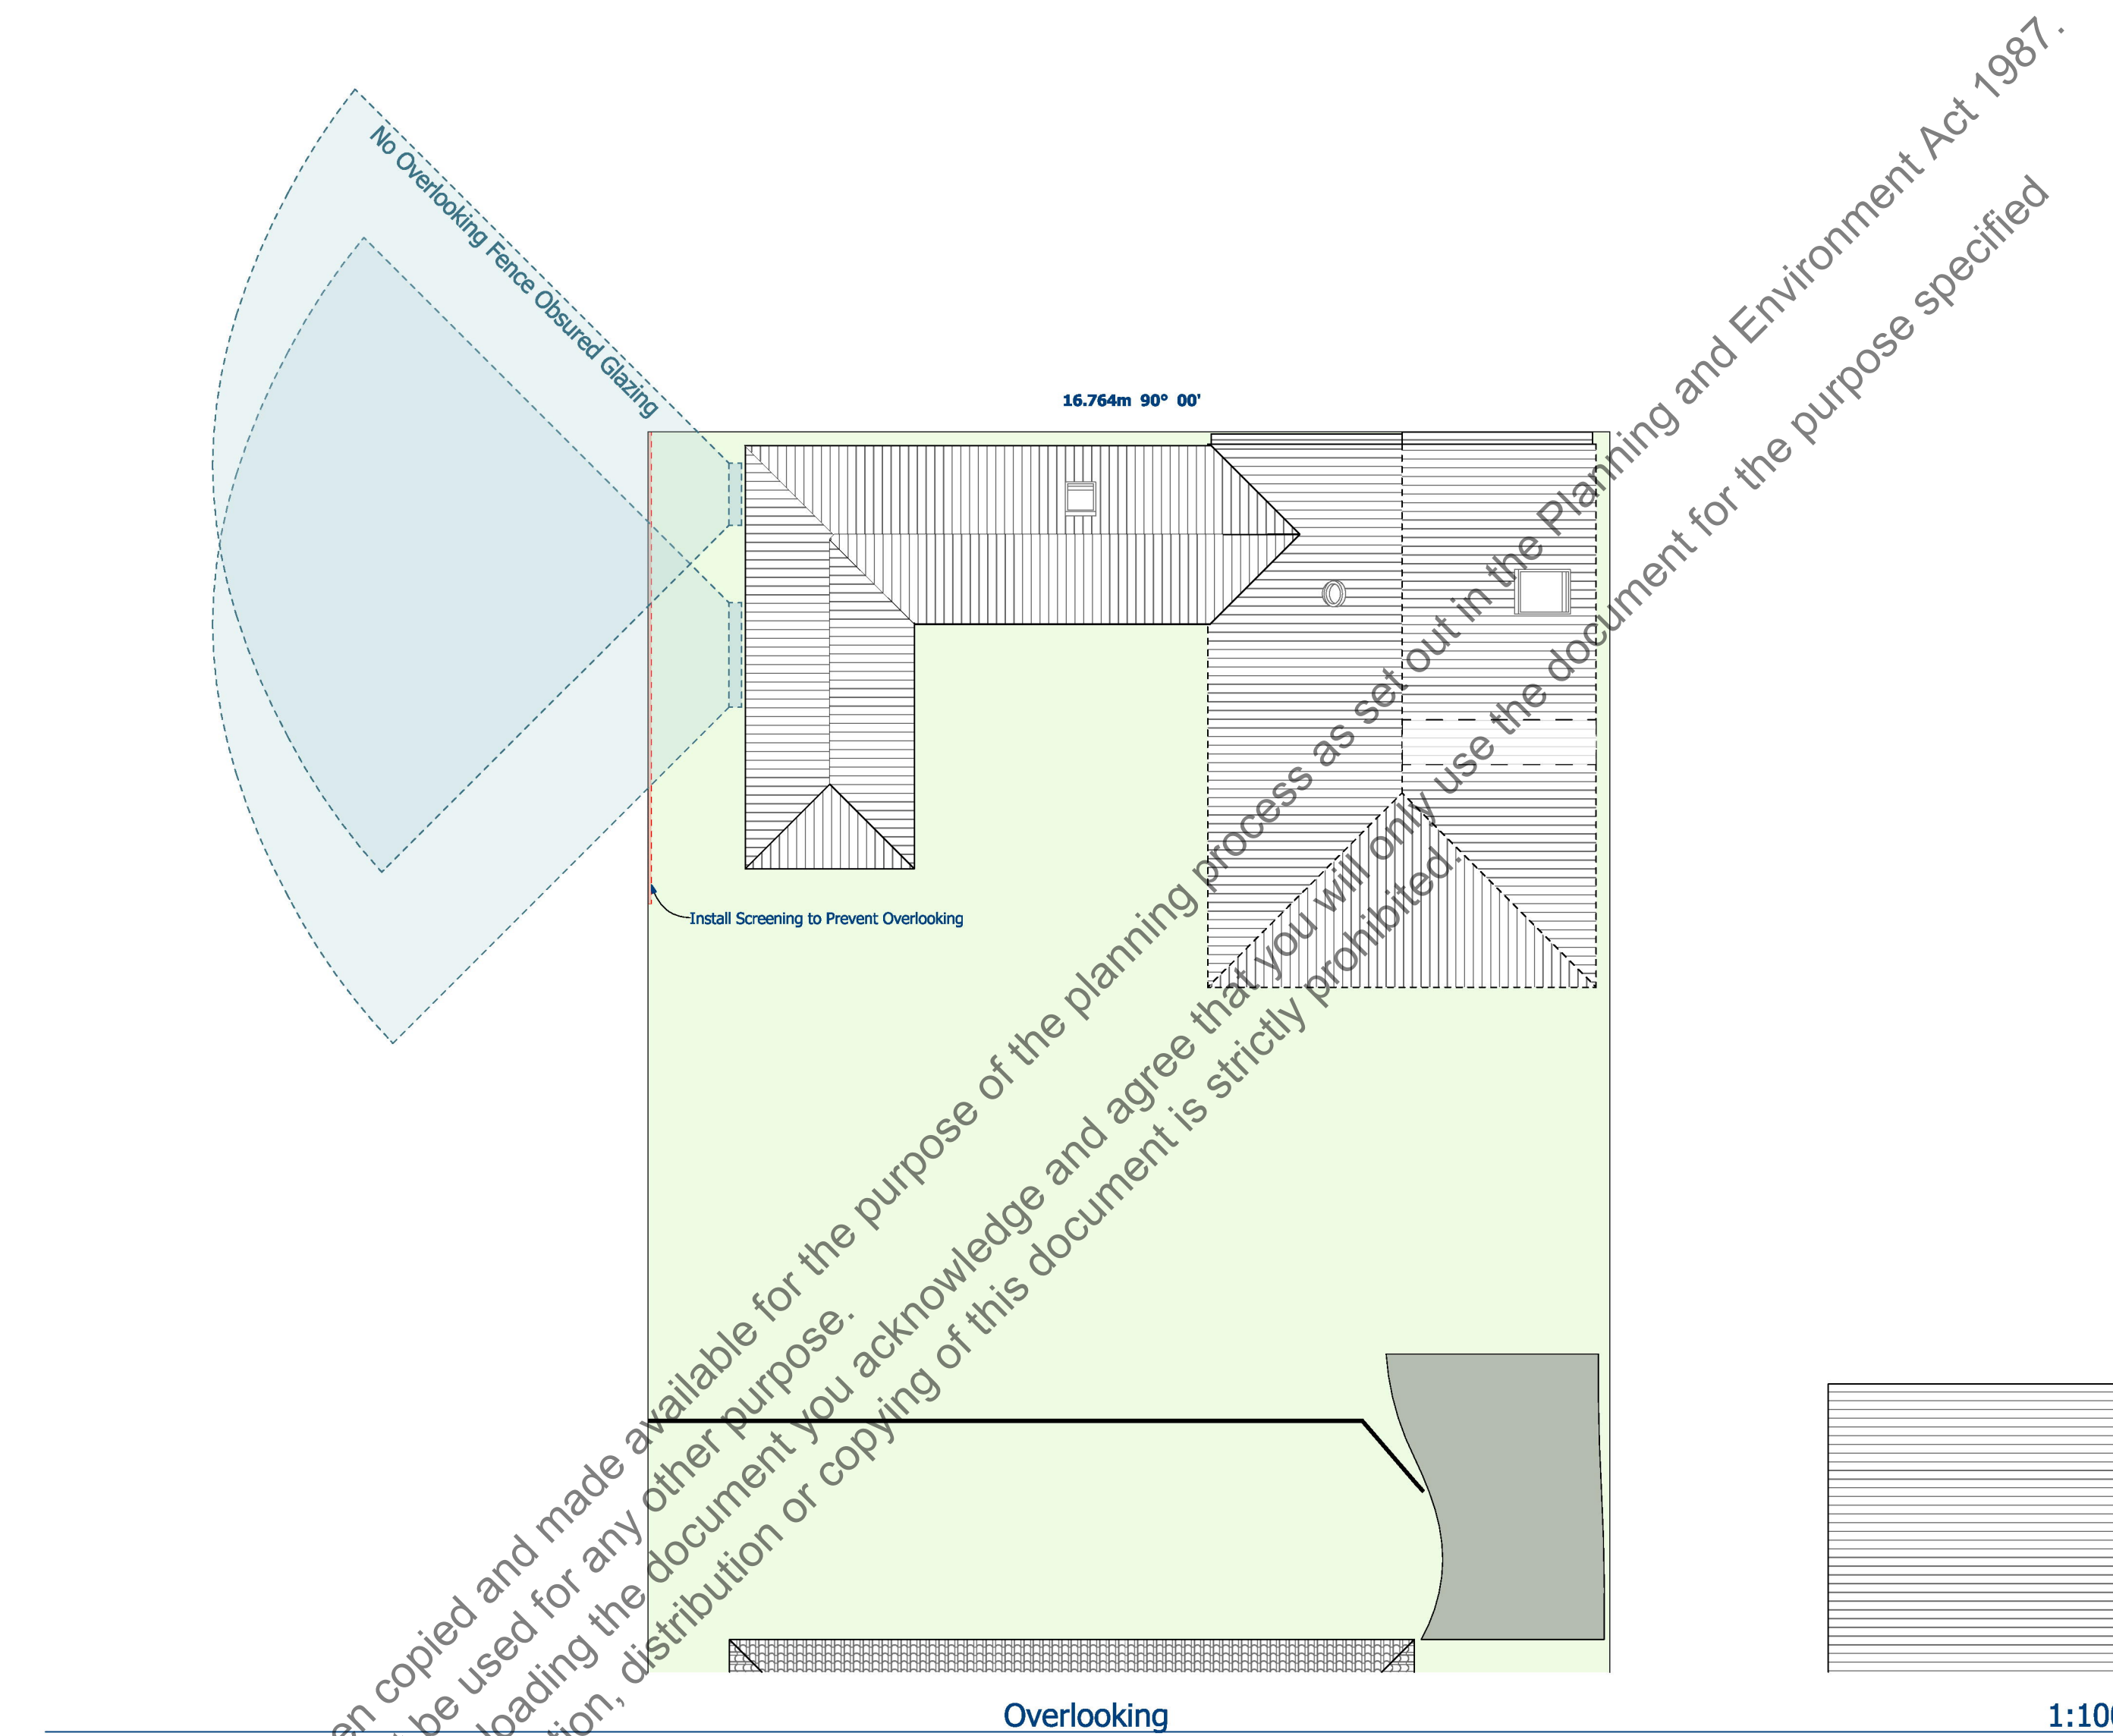 No Overlooking Fence Obsured Glazing
16.764m 90° 00'
Install Screening to Prevent Overlooking
copied and made available for the purpose of the planning process as set out in the Planning and Environment Act 1987.
be used for any other purpose.
the document you acknowledge and agree that you will only use the document for the purpose specified
distribution or copying of this document is strictly prohibited.
Overlooking